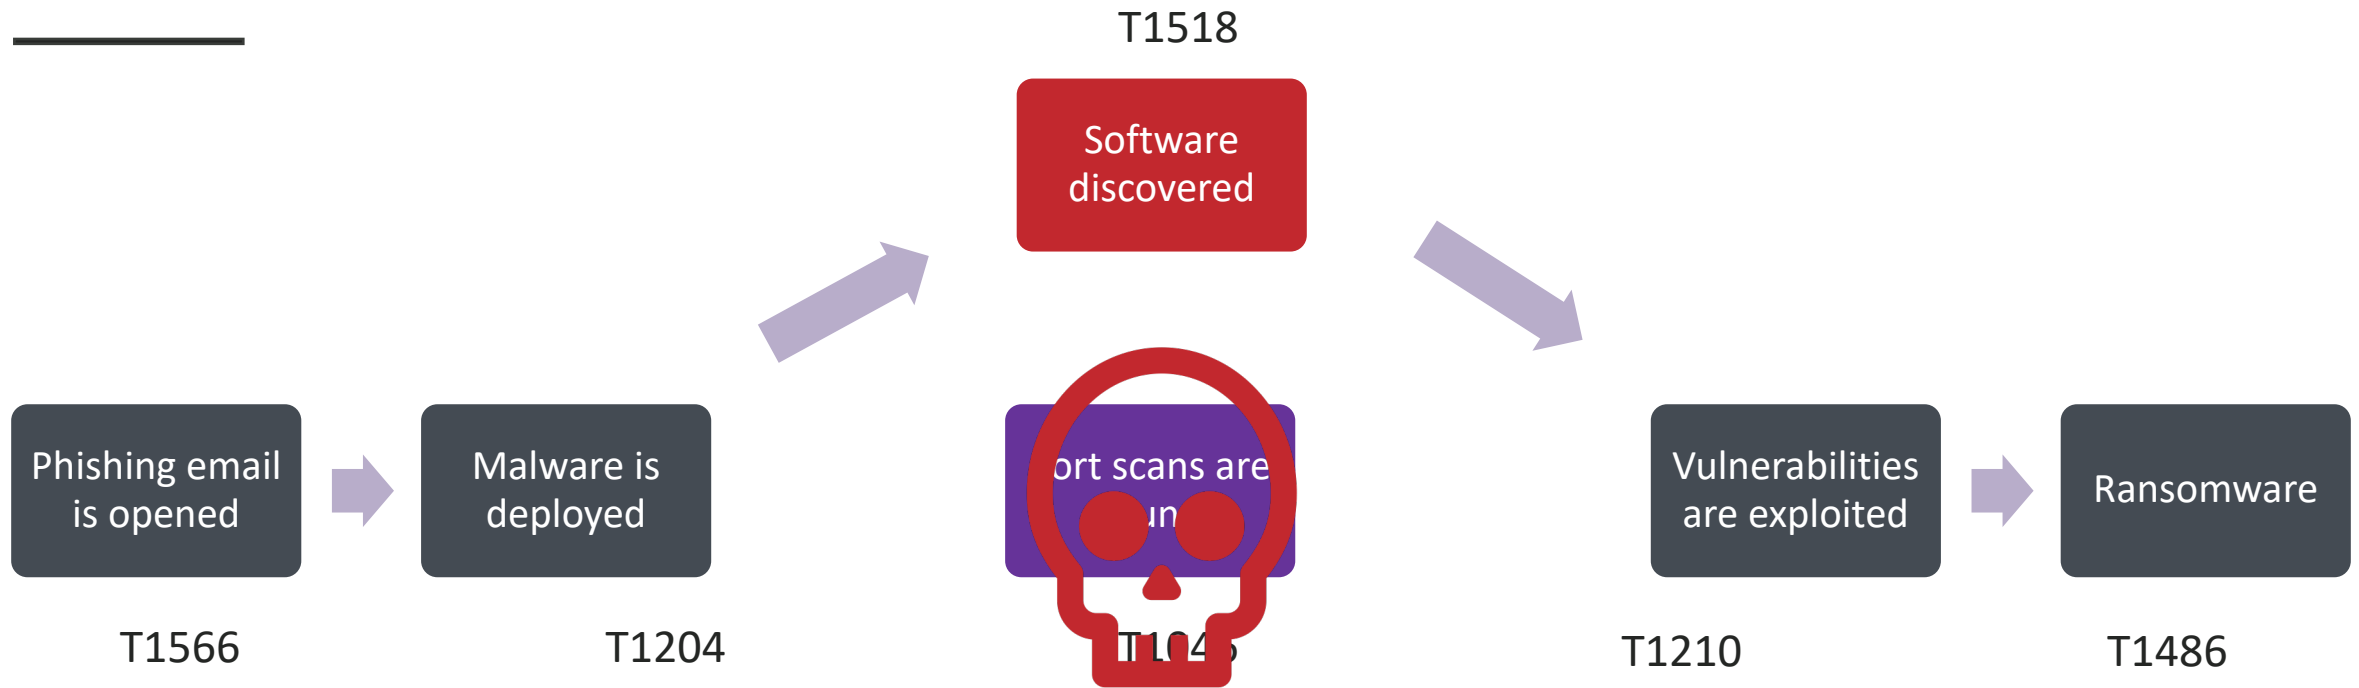 T1518
Software
discovered
Phishing email
is opened
Malware is
deployed
ort scans are
un
Vulnerabilities
are exploited
Ransomware
T1566
T1204
T1210
T1486